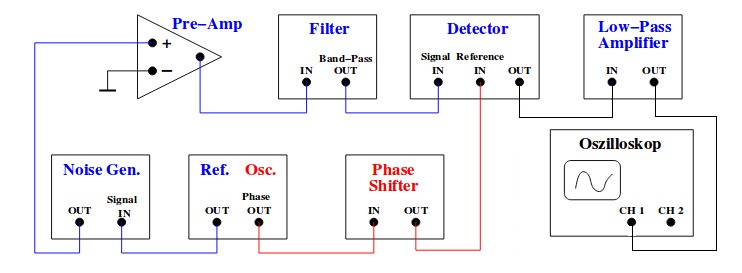 Pre-Amp
+
-
Filter
Band-Pass
IN OUT
Detector
Signal Reference
IN IN OUT
Low-Pass
Amplifier
IN OUT
Noise Gen.
Signal
OUT IN
Ref. Osc.
Phase
OUT OUT
Phase
Shifter
IN OUT
Oszilloskop
CH 1 CH 2